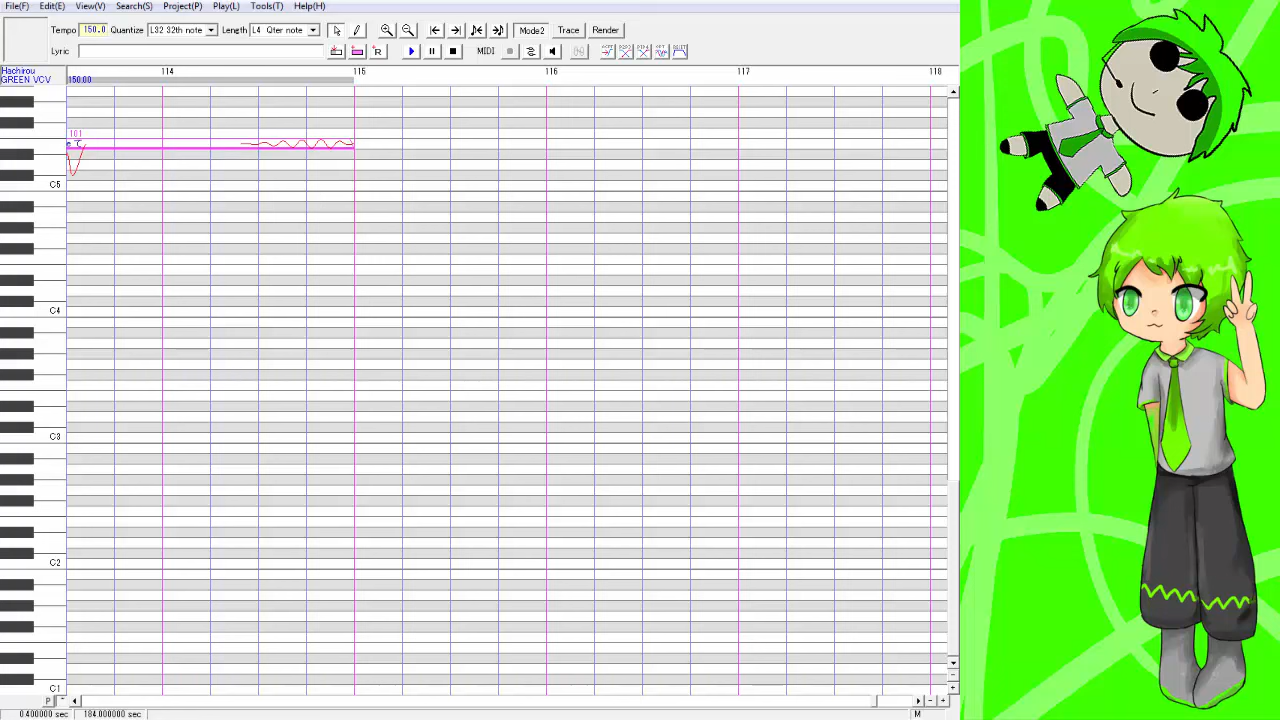 File(F) Edit(E) View(V) Search(S) Project(P) Play(L) Tools(T) Help(H)
Tempo 150.0 Quantize L32 32th note Length L4 Qter note Mode2 Trace Render
Lyric MIDI
Hachirou
GREEN VCV
114 115 116 117 118
150.00
101
C5
C4
C3
C2
C1
P
0.400000 sec 184.000000 sec M